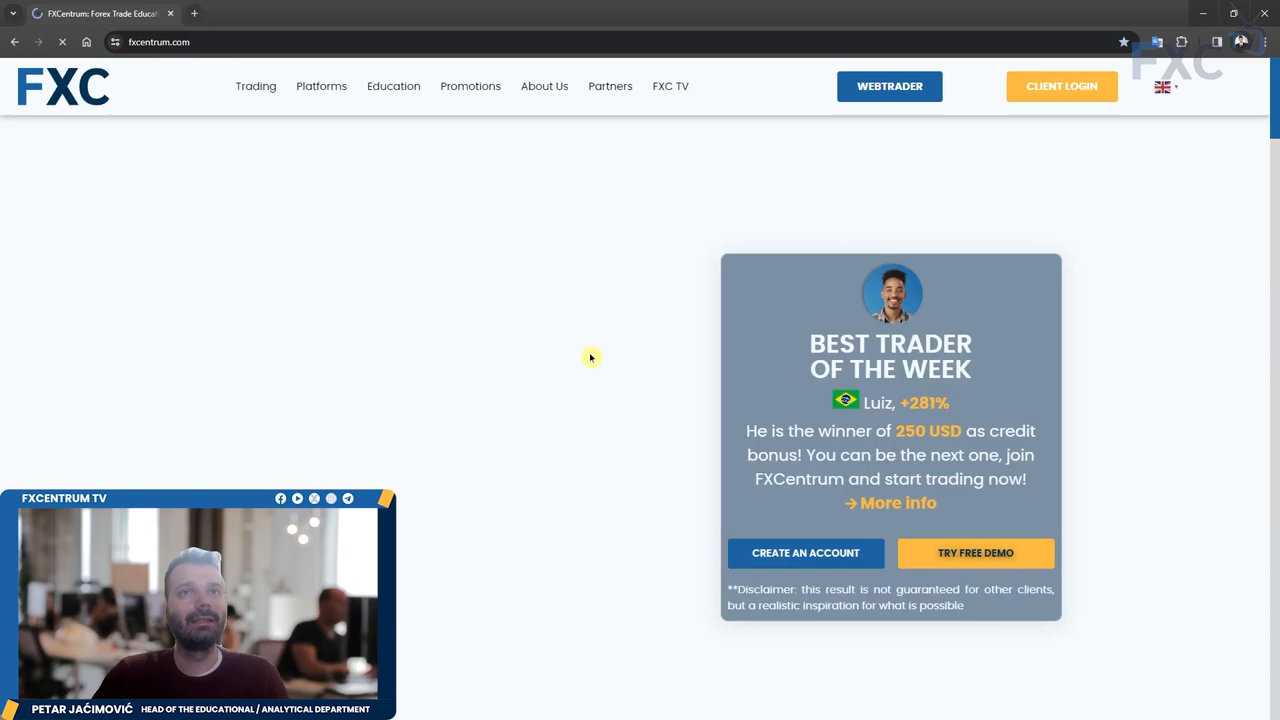 FXCentrum: Forex Trade Educat
fxcentrum.com
FXC
Trading Platforms Education Promotions About Us Partners FXC TV
WEBTRADER
CLIENT LOGIN
FXC
BEST TRADER
OF THE WEEK
Luiz, +281%
He is the winner of 250 USD as credit
bonus! You can be the next one, join
FXCentrum and start trading now!
→ More info
CREATE AN ACCOUNT
TRY FREE DEMO
**Disclaimer: this result is not guaranteed for other clients,
but a realistic inspiration for what is possible
FXCENTRUM TV
PETAR JAĆIMOVIĆ HEAD OF THE EDUCATIONAL / ANALYTICAL DEPARTMENT